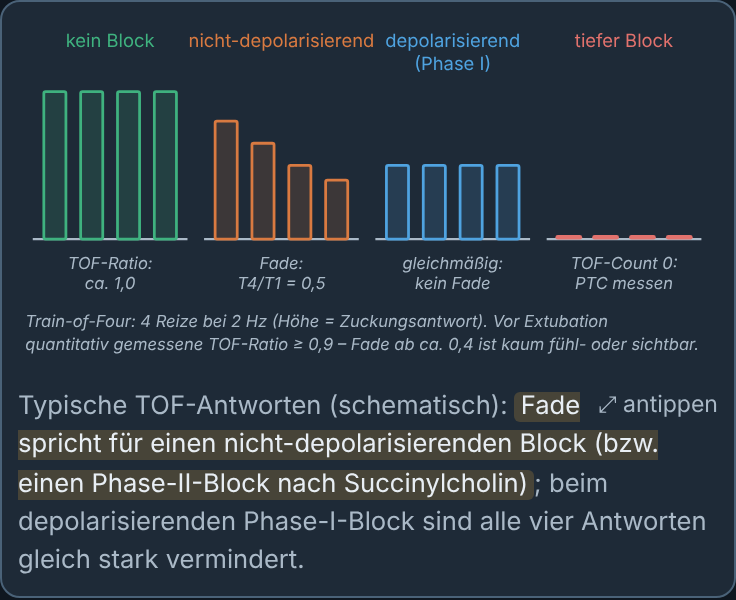 kein Block
nicht-depolarisierend
depolarisierend
(Phase I)
tiefer Block
TOF-Ratio:
ca. 1,0
Fade:
T4/T1 = 0,5
gleichmäßig:
kein Fade
TOF-Count 0:
PTC messen
Train-of-Four: 4 Reize bei 2 Hz (Höhe = Zuckungsantwort). Vor Extubation
quantitativ gemessene TOF-Ratio ≥ 0,9 – Fade ab ca. 0,4 ist kaum fühl- oder sichtbar.
Typische TOF-Antworten (schematisch): Fade
⤢ antippen
spricht für einen nicht-depolarisierenden Block (bzw.
einen Phase-II-Block nach Succinylcholin); beim
depolarisierenden Phase-I-Block sind alle vier Antworten
gleich stark vermindert.